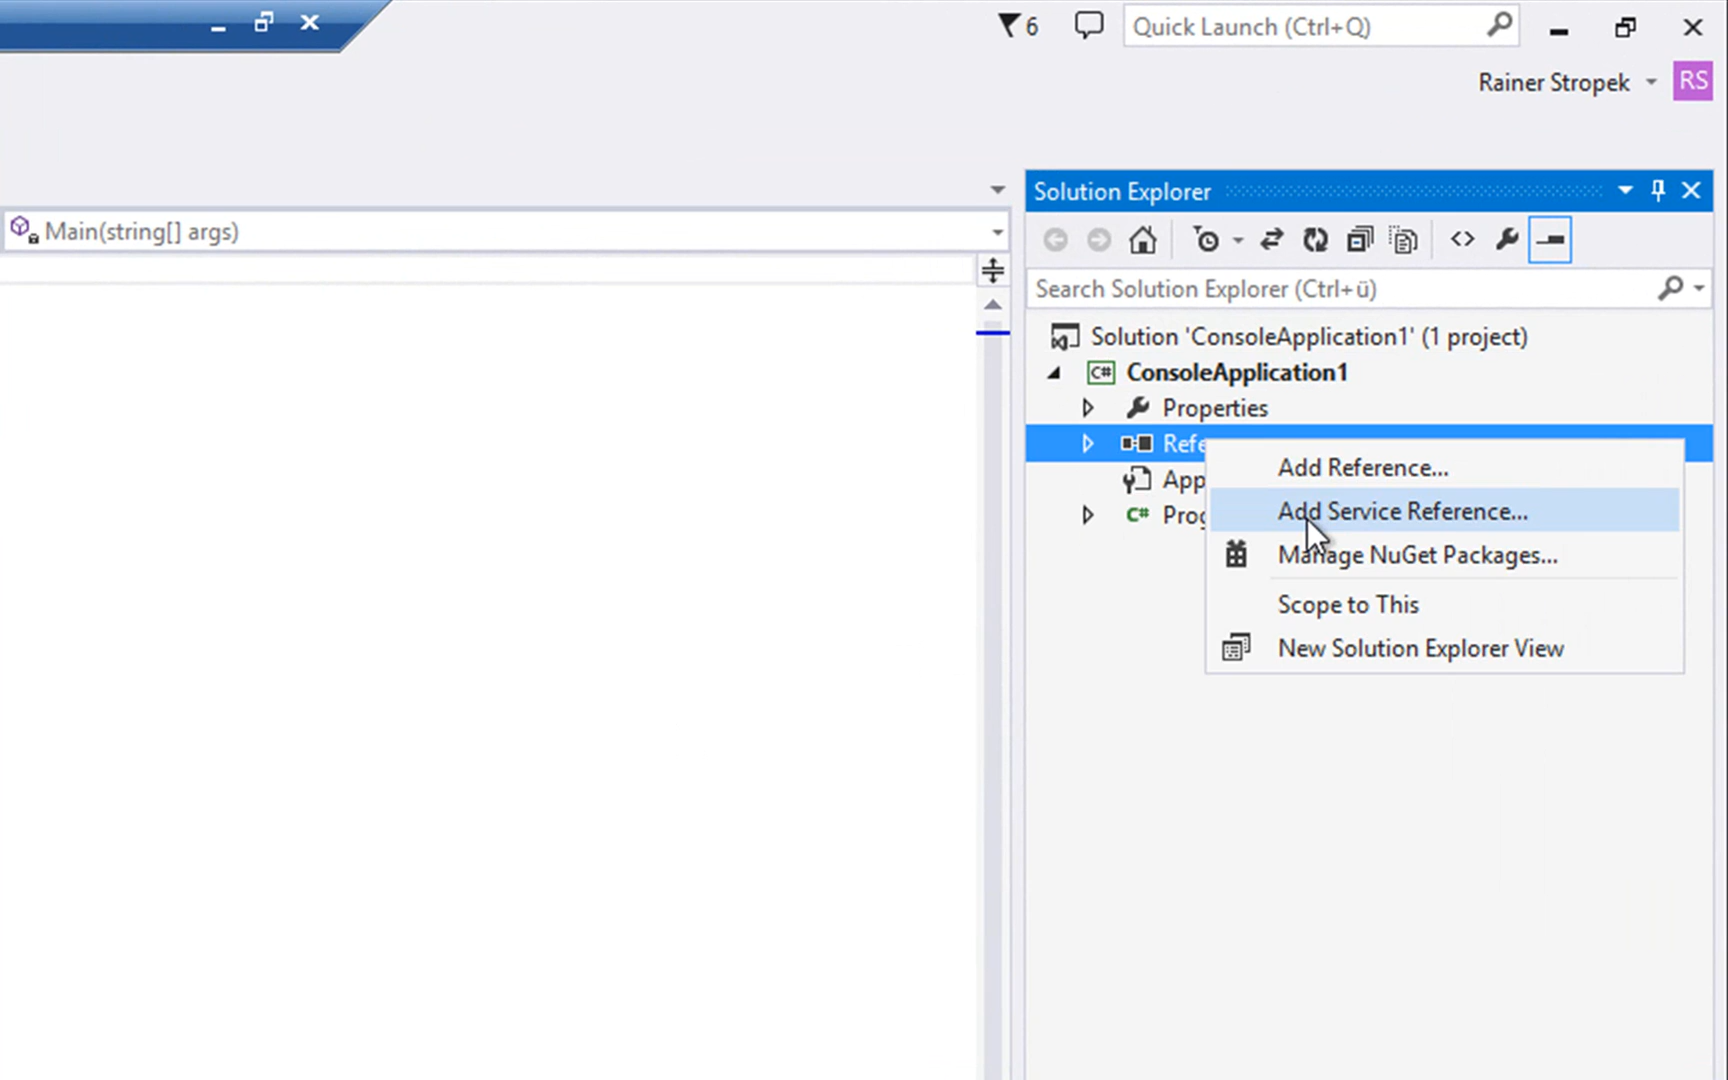 6
Quick Launch (Ctrl+Q)
Rainer Stropek
RS
Solution Explorer
Main(string[] args)
Search Solution Explorer (Ctrl+ü)
Solution 'ConsoleApplication1' (1 project)
C# ConsoleApplication1
Properties
Refe
Add Reference...
App
Add Service Reference...
C# Prog
Manage NuGet Packages...
Scope to This
New Solution Explorer View